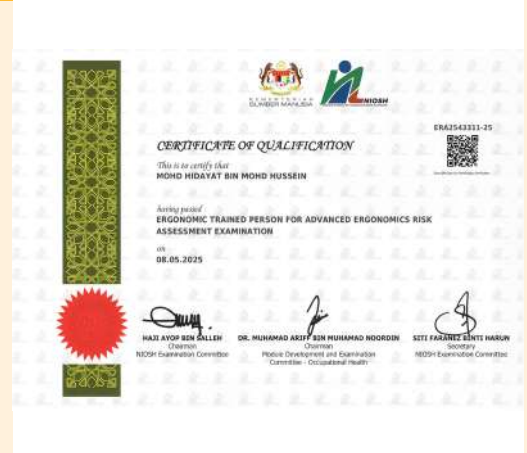 KEMENTERIAN
SUMBER MANUSIA
NIOSH
ERA2543311-25
CERTIFICATE OF QUALIFICATION
This is to certify that
MOHD HIDAYAT BIN MOHD HUSSEIN
having passed
ERGONOMIC TRAINED PERSON FOR ADVANCED ERGONOMICS RISK
ASSESSMENT EXAMINATION
on
08.05.2025
HAJI AYOP BIN SALLEH
Chairman
NIOSH Examination Committee
DR. MUHAMAD ARIFF BIN MUHAMAD NOORDIN
Chairman
Module Development and Examination
Committee - Occupational Health
SITI FARANEZ BINTI HARUN
Secretary
NIOSH Examination Committee